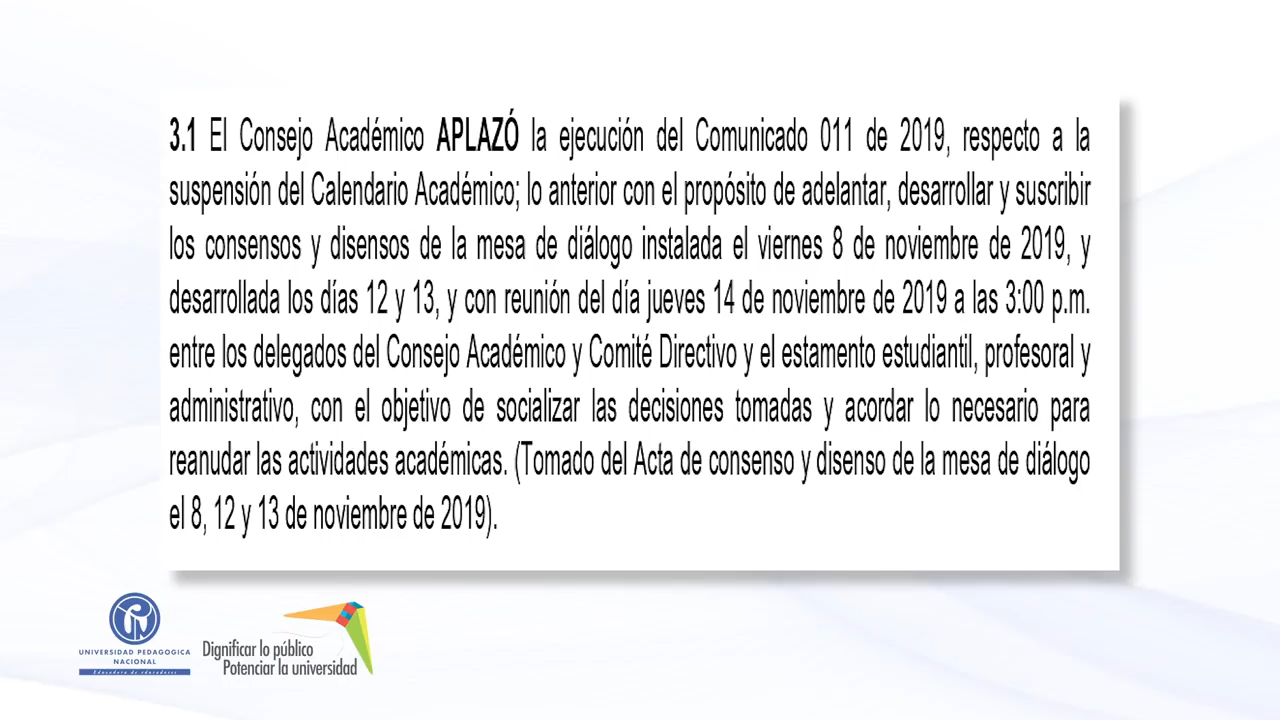 3.1 El Consejo Académico APLAZÓ la ejecución del Comunicado 011 de 2019, respecto a la
suspensión del Calendario Académico; lo anterior con el propósito de adelantar, desarrollar y suscribir
los consensos y disensos de la mesa de diálogo instalada el viernes 8 de noviembre de 2019, y
desarrollada los días 12 y 13, y con reunión del día jueves 14 de noviembre de 2019 a las 3:00 p.m.
entre los delegados del Consejo Académico y Comité Directivo y el estamento estudiantil, profesoral y
administrativo, con el objetivo de socializar las decisiones tomadas y acordar lo necesario para
reanudar las actividades académicas. (Tomado del Acta de consenso y disenso de la mesa de diálogo
el 8, 12 y 13 de noviembre de 2019).
UNIVERSIDAD PEDAGOGICA
NACIONAL
Educadora de educadores
Dignificar lo público
Potenciar la universidad